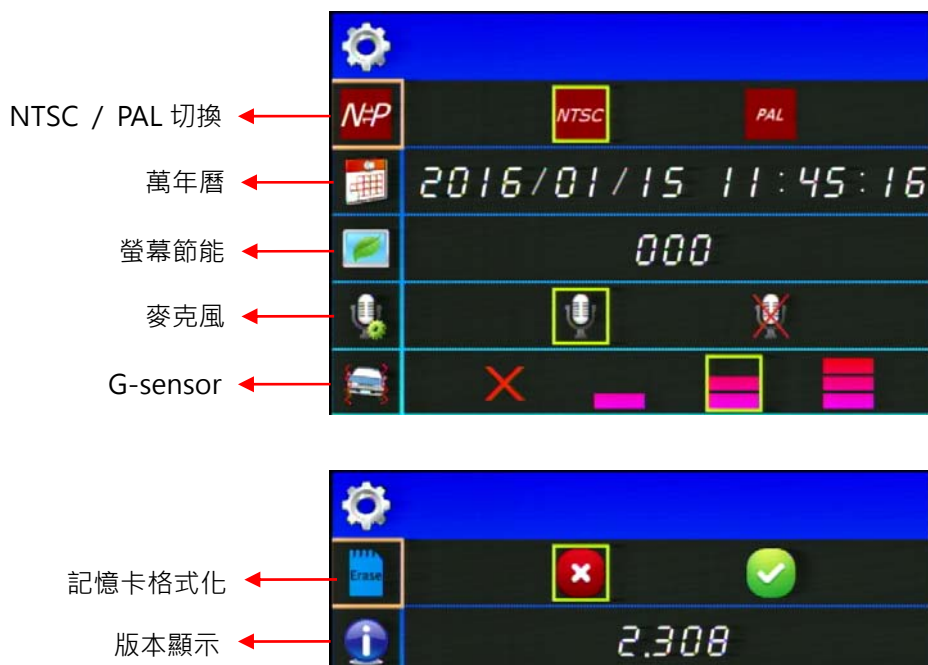 NTSC / PAL 切換
N⇌P NTSC PAL
萬年曆
2016/01/15 11:45:16
螢幕節能
000
麥克風
G-sensor
記憶卡格式化
Erase
版本顯示
2.308